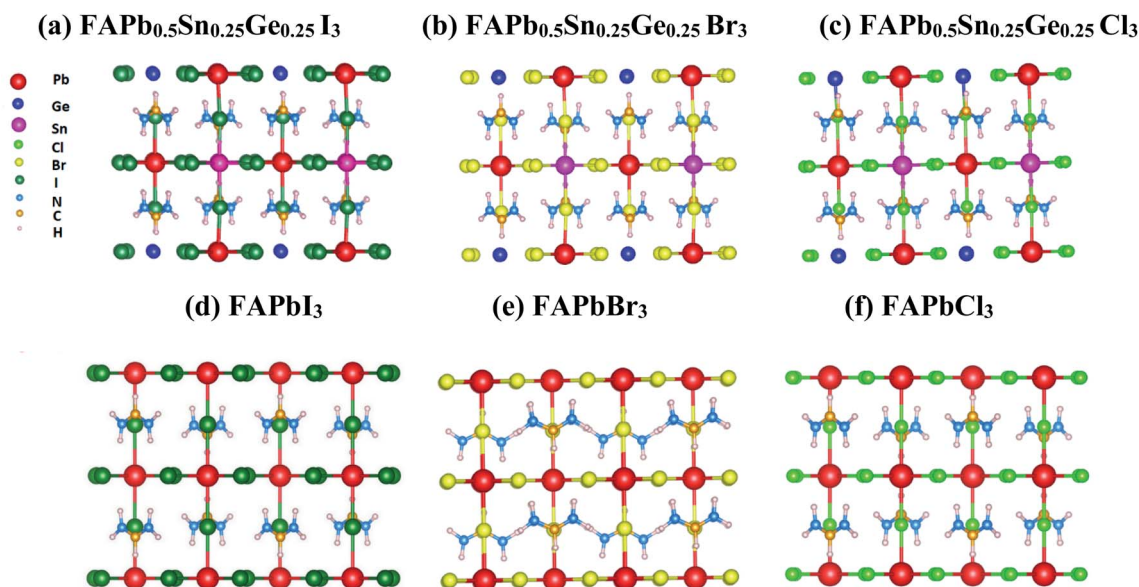 (a) FAPb₀.₅Sn₀.₂₅Ge₀.₂₅ I₃
(b) FAPb₀.₅Sn₀.₂₅Ge₀.₂₅ Br₃
(c) FAPb₀.₅Sn₀.₂₅Ge₀.₂₅ Cl₃
Pb
Ge
Sn
Cl
Br
I
N
C
H
(d) FAPbI₃
(e) FAPbBr₃
(f) FAPbCl₃